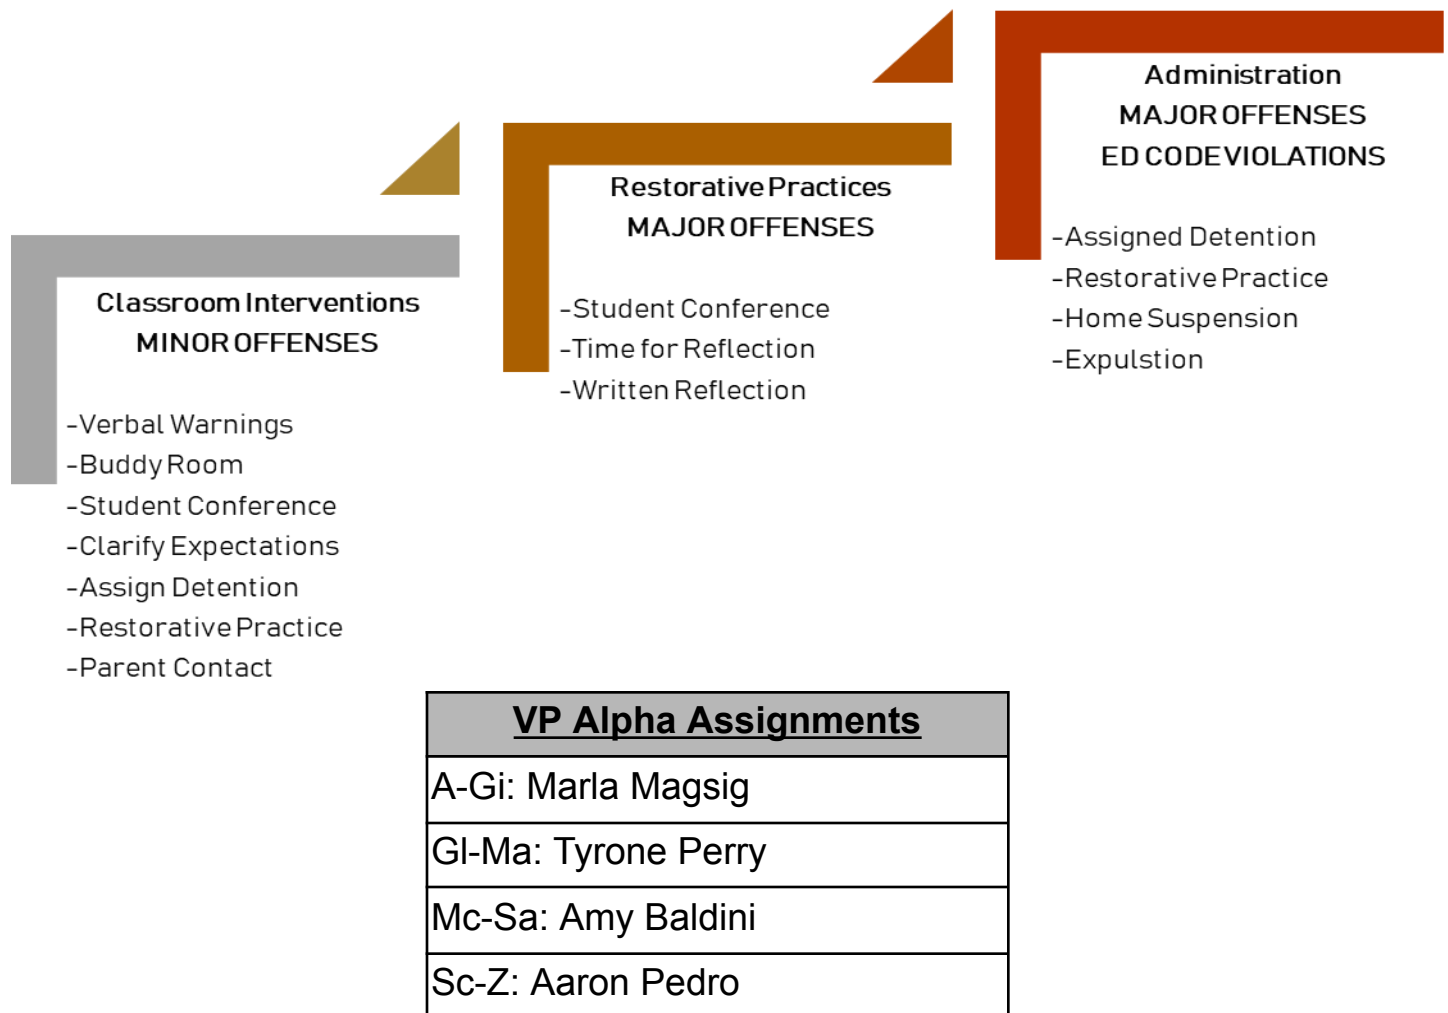 Classroom Interventions
MINOR OFFENSES
-Verbal Warnings
-Buddy Room
-Student Conference
-Clarify Expectations
-Assign Detention
-Restorative Practice
-Parent Contact
Restorative Practices
MAJOR OFFENSES
-Student Conference
-Time for Reflection
-Written Reflection
Administration
MAJOR OFFENSES
ED CODE VIOLATIONS
-Assigned Detention
-Restorative Practice
-Home Suspension
-Expulstion
VP Alpha Assignments
A-Gi: Marla Magsig
Gl-Ma: Tyrone Perry
Mc-Sa: Amy Baldini
Sc-Z: Aaron Pedro